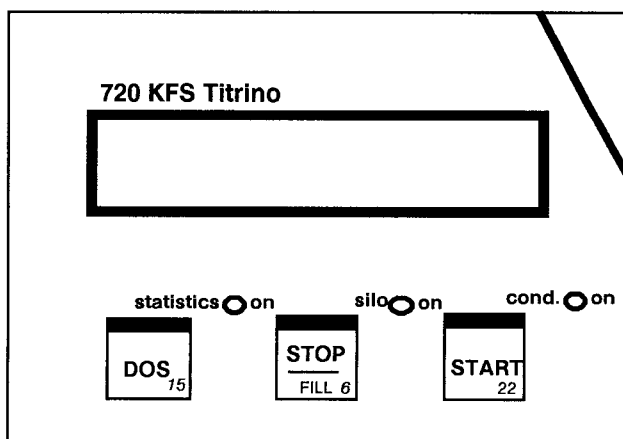 720 KFS Titrino
statistics on silo on cond. on
DOS 15
STOP
FILL 6
START
22